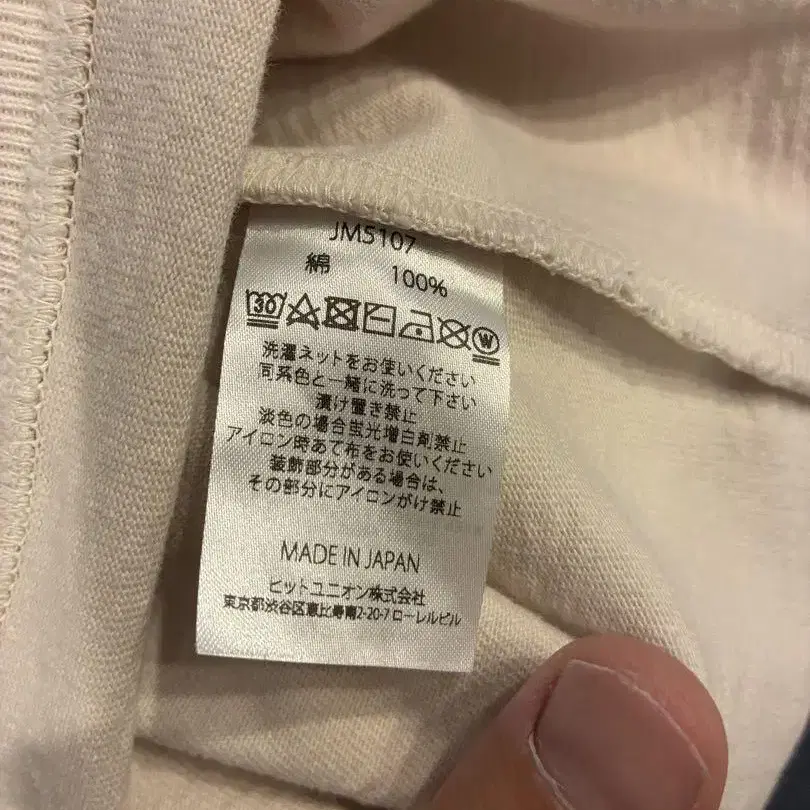 JM5107
綿 100%
30 W
洗濯ネットをお使いください
同系色と一緒に洗って下さい
漬け置き禁止
淡色の場合蛍光増白剤禁止
アイロン時あて布をお使いください
装飾部分がある場合は、
その部分にアイロンがけ禁止
MADE IN JAPAN
ヒットユニオン株式会社
東京都渋谷区恵比寿南2-20-7 ローレルビル